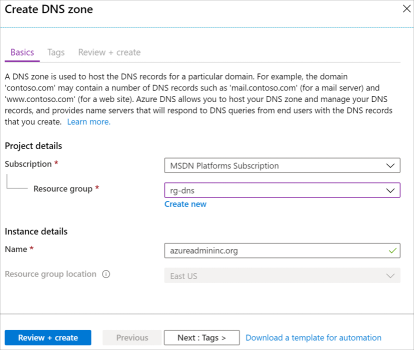 Create DNS zone
Basics Tags Review + create
A DNS zone is used to host the DNS records for a particular domain. For example, the domain
'contoso.com' may contain a number of DNS records such as 'mail.contoso.com' (for a mail server) and
'www.contoso.com' (for a web site). Azure DNS allows you to host your DNS zone and manage your DNS
records, and provides name servers that will respond to DNS queries from end users with the DNS records
that you create. Learn more.
Project details
Subscription * MSDN Platforms Subscription
Resource group * rg-dns
Create new
Instance details
Name * azureadmininc.org
Resource group location East US
Review + create Previous Next : Tags > Download a template for automation